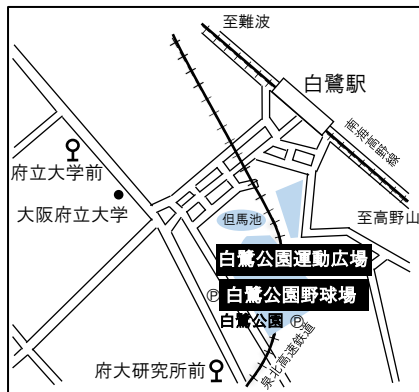 至難波
白鷺駅
南海高野線
府立大学前
大阪府立大学
但馬池
至高野山
白鷺公園運動広場
Ⓟ 白鷺公園野球場
白鷺公園 Ⓟ
泉北高速鉄道
府大研究所前